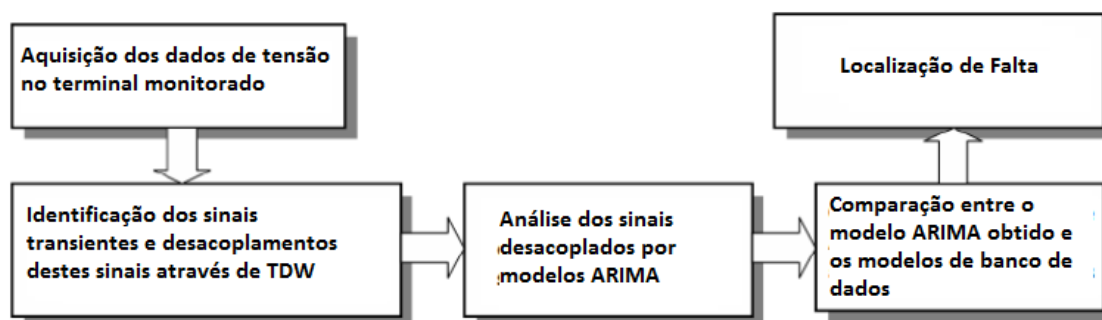 Aquisição dos dados de tensão
no terminal monitorado
Identificação dos sinais
transientes e desacoplamentos
destes sinais através de TDW
Análise dos sinais
desacoplados por
modelos ARIMA
Comparação entre o
modelo ARIMA obtido e
os modelos de banco de
dados
Localização de Falta